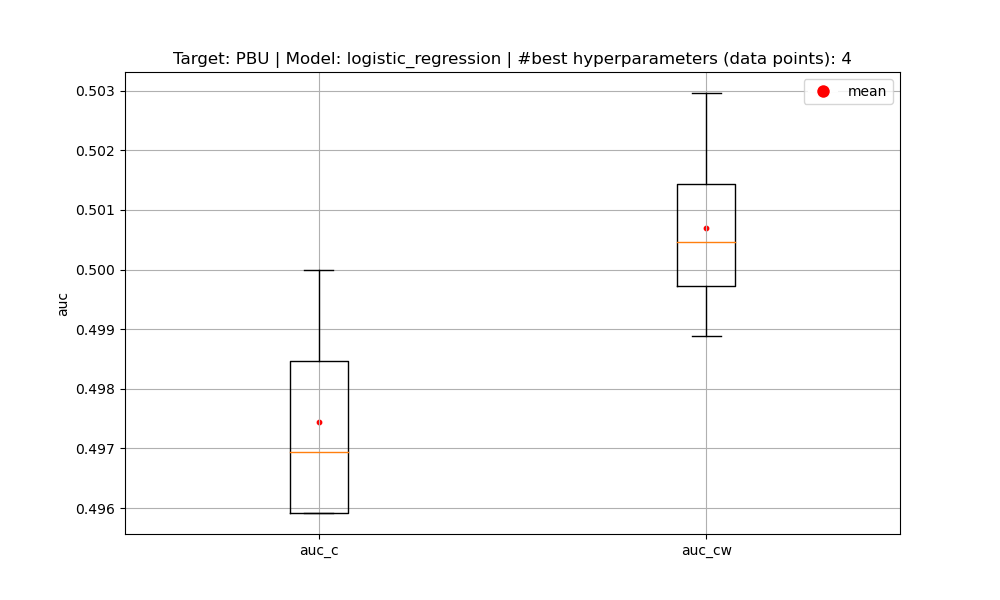 Target: PBU | Model: logistic_regression | #best hyperparameters (data points): 4
mean
auc
0.503
0.502
0.501
0.500
0.499
0.498
0.497
0.496
auc_c
auc_cw